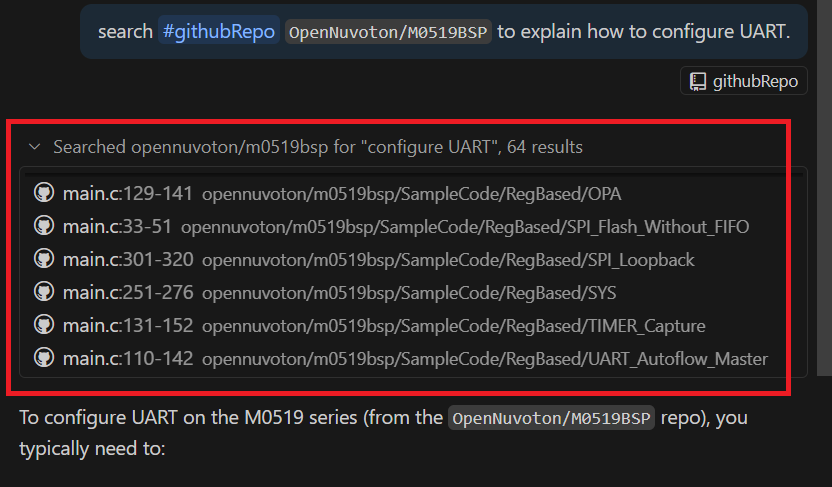 search #githubRepo OpenNuvoton/M0519BSP to explain how to configure UART.
githubRepo
Searched opennuvoton/m0519bsp for "configure UART", 64 results
main.c:129-141 opennuvoton/m0519bsp/SampleCode/RegBased/OPA
main.c:33-51 opennuvoton/m0519bsp/SampleCode/RegBased/SPI_Flash_Without_FIFO
main.c:301-320 opennuvoton/m0519bsp/SampleCode/RegBased/SPI_Loopback
main.c:251-276 opennuvoton/m0519bsp/SampleCode/RegBased/SYS
main.c:131-152 opennuvoton/m0519bsp/SampleCode/RegBased/TIMER_Capture
main.c:110-142 opennuvoton/m0519bsp/SampleCode/RegBased/UART_Autoflow_Master
To configure UART on the M0519 series (from the OpenNuvoton/M0519BSP repo), you
typically need to: